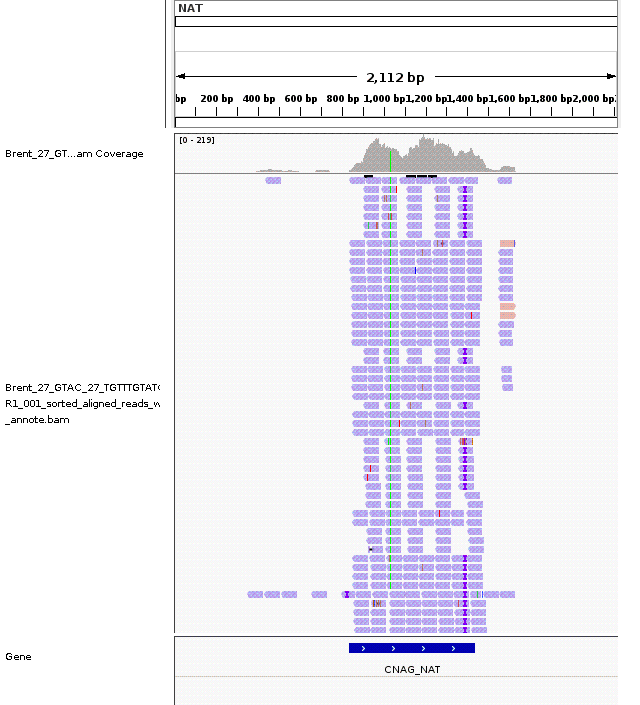 NAT
2,112 bp
bp 200 bp 400 bp 600 bp 800 bp 1,000 bp 1,200 bp 1,400 bp 1,600 bp 1,800 bp 2,000 bp
[0 - 219]
Brent_27_GT...am Coverage
Brent_27_GTAC_27_TGTTTGTATC
R1_001_sorted_aligned_reads_w
_annote.bam
Gene
CNAG_NAT